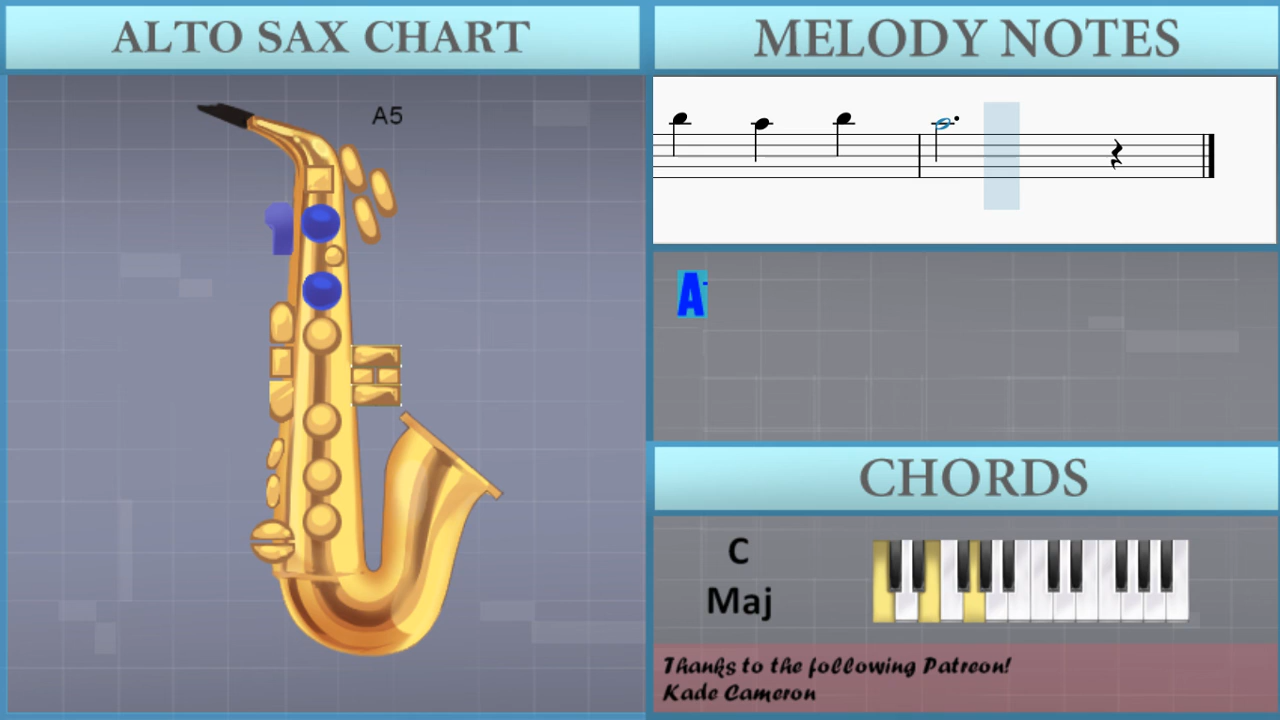 ALTO SAX CHART
MELODY NOTES
A5
A
CHORDS
C
Maj
Thanks to the following Patreon!
Kade Cameron